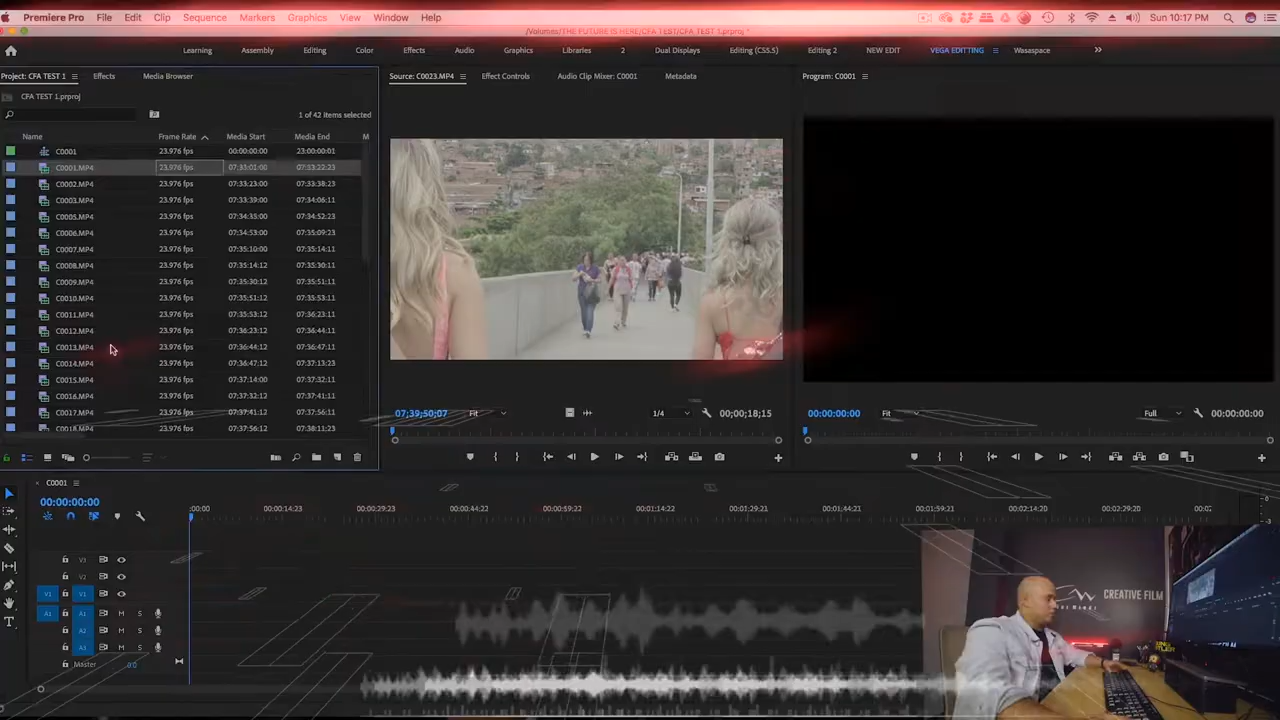 Premiere Pro File Edit Clip Sequence Markers Graphics View Window Help Sun 10:17 PM
/Volumes/THE FUTURE IS HERE/CFA TEST/CFA TEST 1.prproj *
Learning Assembly Editing Color Effects Audio Graphics Libraries 2 Dual Displays Editing (CS5.5) Editing 2 NEW EDIT VEGA EDITTING Wasaspace
Project: CFA TEST 1 Effects Media Browser
CFA TEST 1.prproj
1 of 42 items selected
Name Frame Rate Media Start Media End M
C0001 23.976 fps 00:00:00:00 23:00:00:01
C0001.MP4 23.976 fps 07:33:01:00 07:33:22:23
C0002.MP4 23.976 fps 07:33:23:00 07:33:38:23
C0003.MP4 23.976 fps 07:33:39:00 07:34:06:11
C0005.MP4 23.976 fps 07:34:35:00 07:34:52:23
C0006.MP4 23.976 fps 07:34:53:00 07:35:09:23
C0007.MP4 23.976 fps 07:35:10:00 07:35:14:11
C0008.MP4 23.976 fps 07:35:14:12 07:35:30:11
C0009.MP4 23.976 fps 07:35:30:12 07:35:51:11
C0010.MP4 23.976 fps 07:35:51:12 07:35:53:11
C0011.MP4 23.976 fps 07:35:53:12 07:36:23:11
C0012.MP4 23.976 fps 07:36:23:12 07:36:44:11
C0013.MP4 23.976 fps 07:36:44:12 07:36:47:11
C0014.MP4 23.976 fps 07:36:47:12 07:37:13:23
C0015.MP4 23.976 fps 07:37:14:00 07:37:32:11
C0016.MP4 23.976 fps 07:37:32:12 07:37:41:11
C0017.MP4 23.976 fps 07:37:41:12 07:37:56:11
C0018.MP4 23.976 fps 07:37:56:12 07:38:11:23
Source: C0023.MP4 Effect Controls Audio Clip Mixer: C0001 Metadata
07;39;50;07 Fit 1/4 00;00;18;15
Program: C0001
00:00:00:00 Fit Full 00:00:00:00
C0001
00:00:00:00
:00:00 00:00:14:23 00:00:29:23 00:00:44:22 00:00:59:22 00:01:14:22 00:01:29:21 00:01:44:21 00:01:59:21 00:02:14:20 00:02:29:20 00:02
V3
V2
V1 V1
A1 A1 M S
A2 M S
A3 M S
Master 0.0
0
-3
CREATIVE FILM